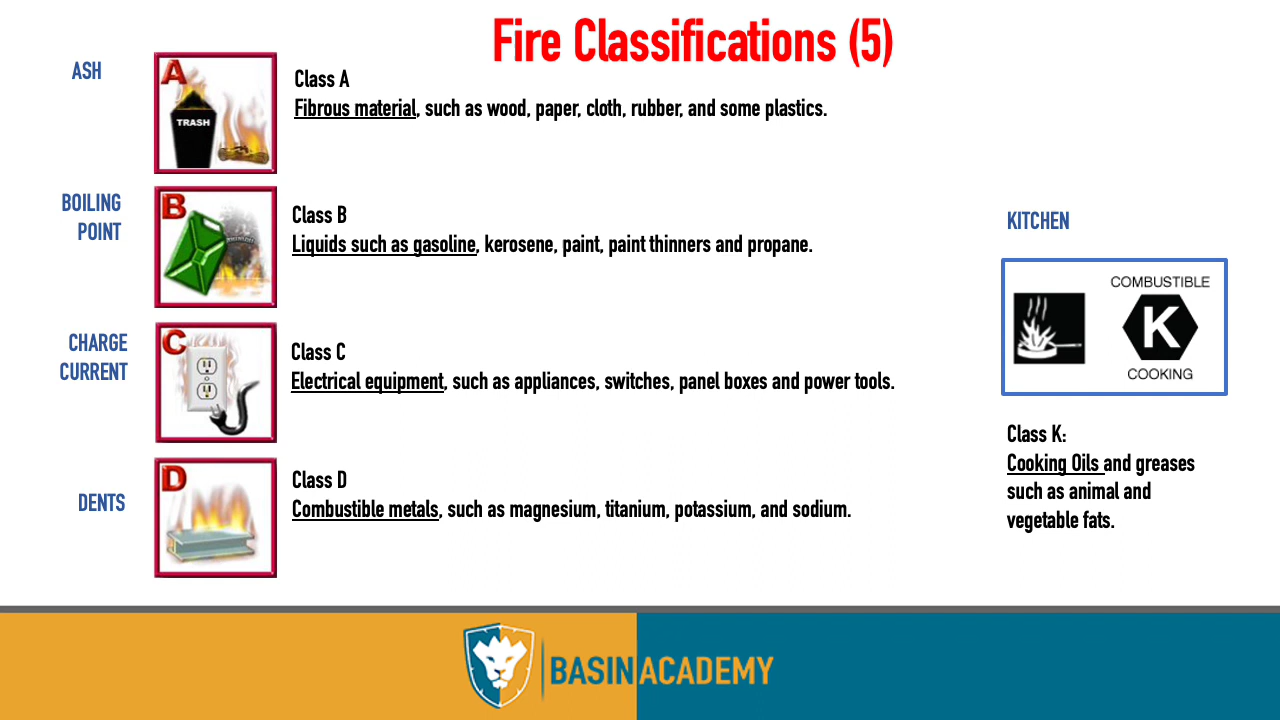 Fire Classifications (5)
ASH
A
TRASH
Class A
Fibrous material, such as wood, paper, cloth, rubber, and some plastics.
BOILING
POINT
B
Class B
Liquids such as gasoline, kerosene, paint, paint thinners and propane.
CHARGE
CURRENT
C
Class C
Electrical equipment, such as appliances, switches, panel boxes and power tools.
DENTS
D
Class D
Combustible metals, such as magnesium, titanium, potassium, and sodium.
KITCHEN
COMBUSTIBLE
K
COOKING
Class K:
Cooking Oils and greases
such as animal and
vegetable fats.
BASIN ACADEMY